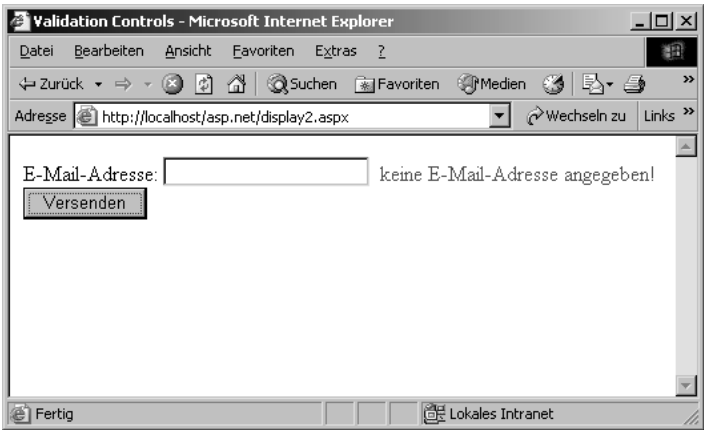 Validation Controls - Microsoft Internet Explorer
Datei Bearbeiten Ansicht Favoriten Extras ?
Zurück Suchen Favoriten Medien »
Adresse http://localhost/asp.net/display2.aspx Wechseln zu Links »
E-Mail-Adresse: keine E-Mail-Adresse angegeben!
Versenden
Fertig Lokales Intranet